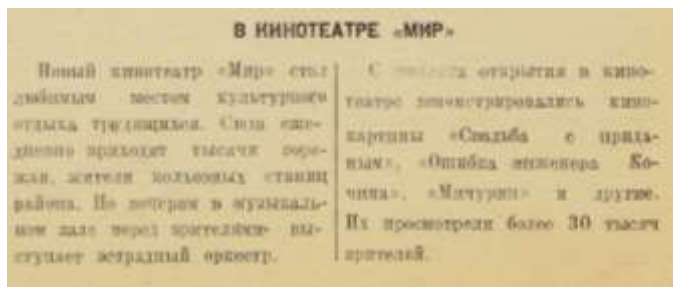 В КИНОТЕАТРЕ «МИР»
Новый кинотеатр «Мир» стал
любимым местом культурного
отдыха трудящихся. Сюда еже-
дневно приходят тысячи горо-
жан, жители колхозных станиц
района. По вечерам в музыкаль-
ном зале перед зрителями вы-
ступает эстрадный оркестр.
С открытия в кино-
театре демонстрировались кино-
картины «Свадьба с прида-
ным», «Ошибка инженера Ко-
чина», «Мичурин» и другие.
Их просмотрели более 30 тысяч
зрителей.